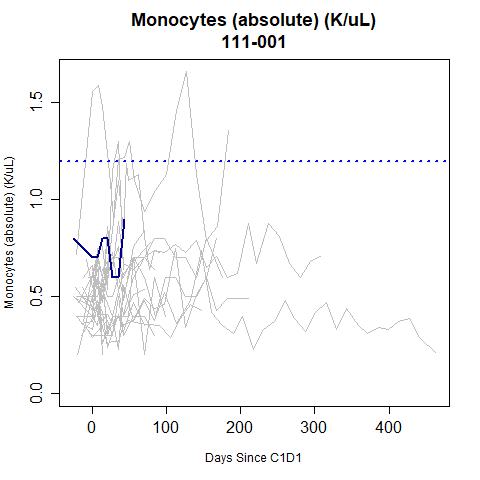 Monocytes (absolute) (K/uL)
111-001
Monocytes (absolute) (K/uL)
1.5
1.0
0.5
0.0
0 100 200 300 400
Days Since C1D1